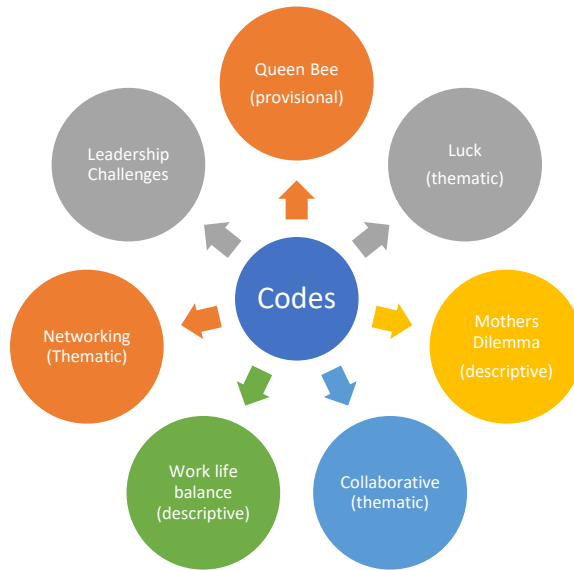 Queen Bee
(provisional)
Luck
(thematic)
Mothers
Dilemma
(descriptive)
Collaborative
(thematic)
Work life
balance
(descriptive)
Networking
(Thematic)
Leadership
Challenges
Codes